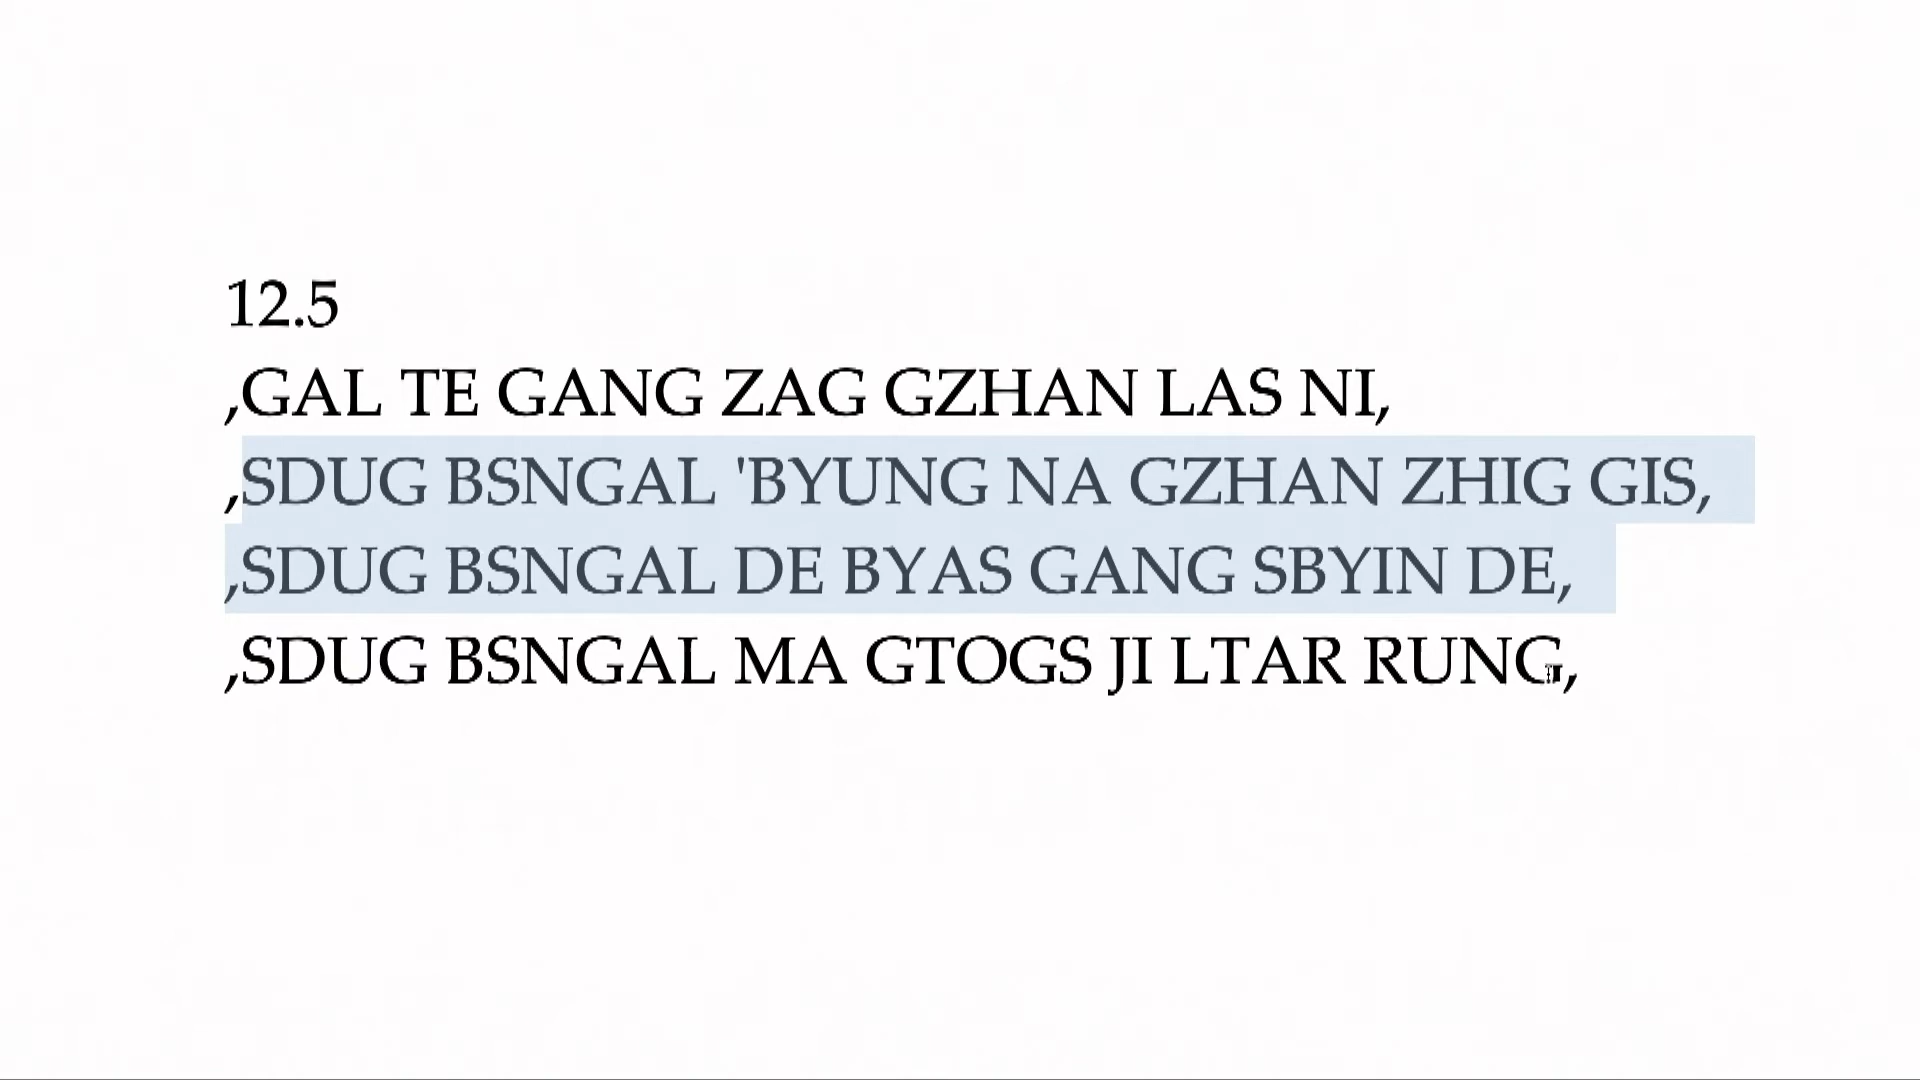 12.5
,GAL TE GANG ZAG GZHAN LAS NI,
,SDUG BSNGAL 'BYUNG NA GZHAN ZHIG GIS,
,SDUG BSNGAL DE BYAS GANG SBYIN DE,
,SDUG BSNGAL MA GTOGS JI LTAR RUNG,